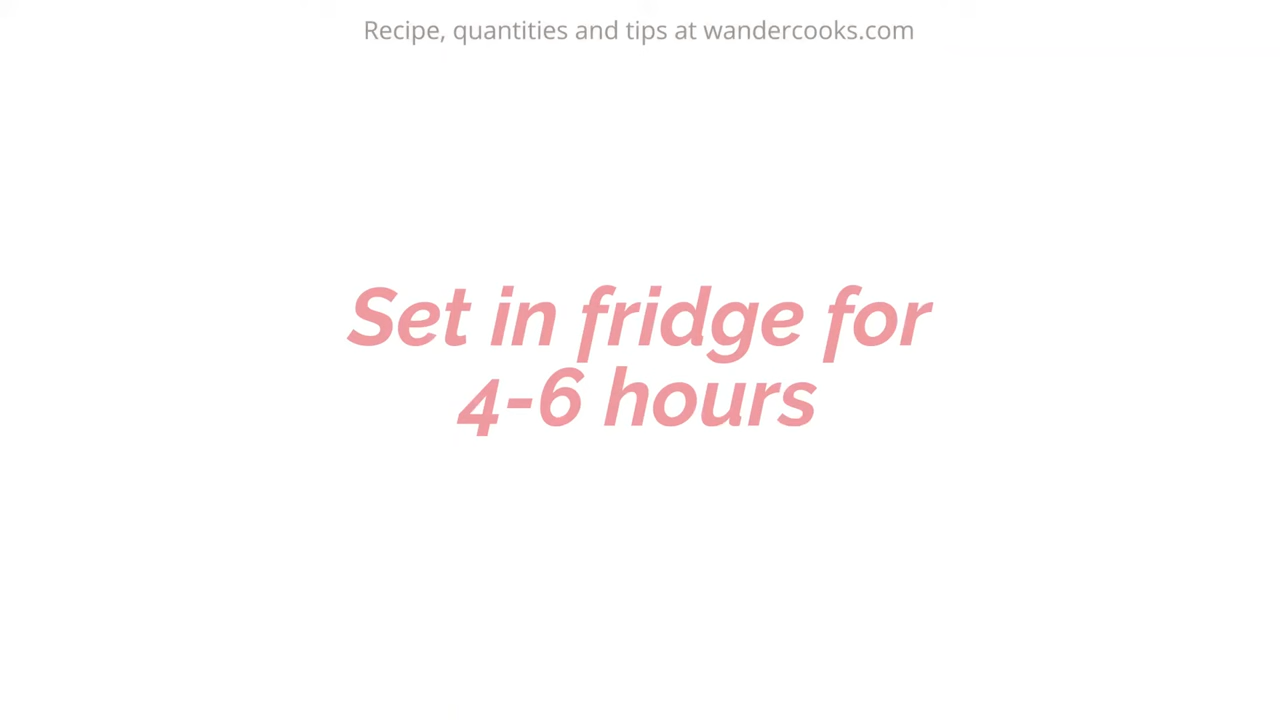 Recipe, quantities and tips at wandercooks.com
Set in fridge for
4-6 hours